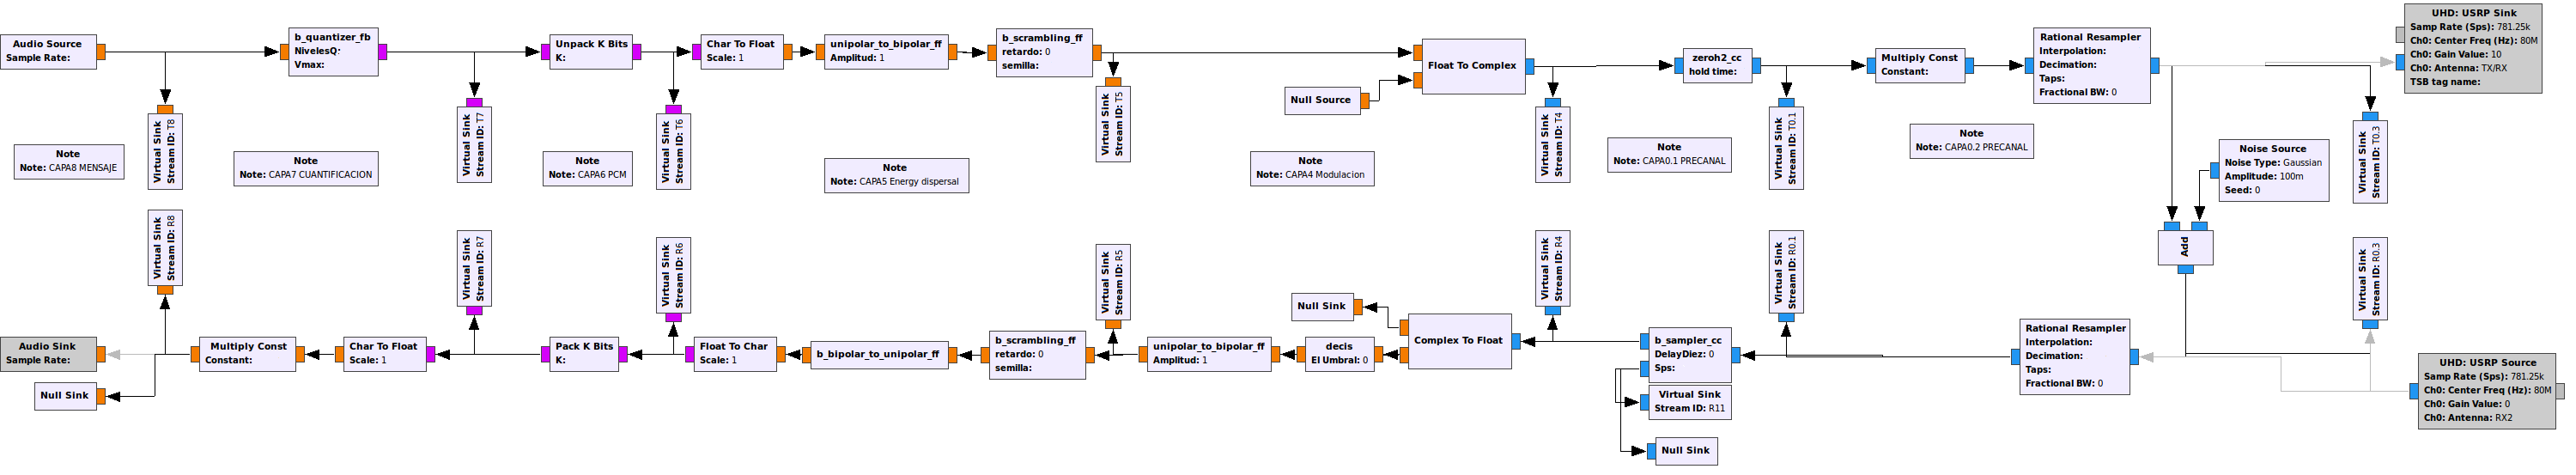 Audio Source
Sample Rate:
b_quantizer_fb
NivelesQ:
Vmax:
Unpack K Bits
K:
Char To Float
Scale: 1
unipolar_to_bipolar_ff
Amplitud: 1
b_scrambling_ff
retardo: 0
semilla:
Float To Complex
Null Source
zeroh2_cc
hold time:
Multiply Const
Constant:
Rational Resampler
Interpolation:
Decimation:
Taps:
Fractional BW: 0
UHD: USRP Sink
Samp Rate (Sps): 781.25k
Ch0: Center Freq (Hz): 80M
Ch0: Gain Value: 10
Ch0: Antenna: TX/RX
TSB tag name:
Virtual Sink
Stream ID: T8
Virtual Sink
Stream ID: T7
Virtual Sink
Stream ID: T6
Virtual Sink
Stream ID: T5
Virtual Sink
Stream ID: T4
Virtual Sink
Stream ID: T0.1
Virtual Sink
Stream ID: T0.3
Note
Note: CAPA8 MENSAJE
Note
Note: CAPA7 CUANTIFICACION
Note
Note: CAPA6 PCM
Note
Note: CAPA5 Energy dispersal
Note
Note: CAPA4 Modulacion
Note
Note: CAPA0.1 PRECANAL
Note
Note: CAPA0.2 PRECANAL
Noise Source
Noise Type: Gaussian
Amplitude: 100m
Seed: 0
Add
Virtual Sink
Stream ID: R8
Virtual Sink
Stream ID: R7
Virtual Sink
Stream ID: R6
Virtual Sink
Stream ID: R5
Virtual Sink
Stream ID: R4
Virtual Sink
Stream ID: R0.1
Virtual Sink
Stream ID: R0.3
Audio Sink
Sample Rate:
Null Sink
Multiply Const
Constant:
Char To Float
Scale: 1
Pack K Bits
K:
Float To Char
Scale: 1
b_bipolar_to_unipolar_ff
b_scrambling_ff
retardo: 0
semilla:
unipolar_to_bipolar_ff
Amplitud: 1
decis
El Umbral: 0
Null Sink
Complex To Float
b_sampler_cc
DelayDiez: 0
Sps:
Virtual Sink
Stream ID: R11
Null Sink
Rational Resampler
Interpolation:
Decimation:
Taps:
Fractional BW: 0
UHD: USRP Source
Samp Rate (Sps): 781.25k
Ch0: Center Freq (Hz): 80M
Ch0: Gain Value: 0
Ch0: Antenna: RX2